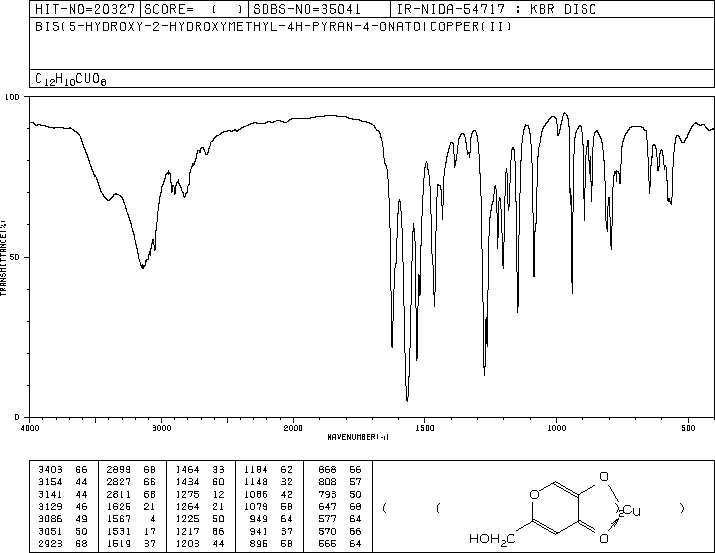 HIT-NO=20327 SCORE= ( ) SDBS-NO=35041 IR-NIDA-54717 : KBR DISC
BIS(5-HYDROXY-2-HYDROXYMETHYL-4H-PYRAN-4-ONATO)COPPER(II)
C12H10CUO8
100
50
0
TRANSMITTANCE(%)
4000 3000 2000 1500 1000 500
WAVENUMBER(-1)
3403 66 2899 68 1464 33 1184 62 868 66
3154 44 2827 66 1434 60 1148 32 808 57
3141 44 2811 68 1275 12 1086 42 793 50
3129 46 1626 21 1264 21 1079 58 647 68
3086 49 1567 4 1225 50 949 64 577 64
3051 50 1531 17 1217 86 941 37 570 66
2923 68 1519 37 1203 44 896 58 566 64
( ( O O O Cu 2 HOH2C )